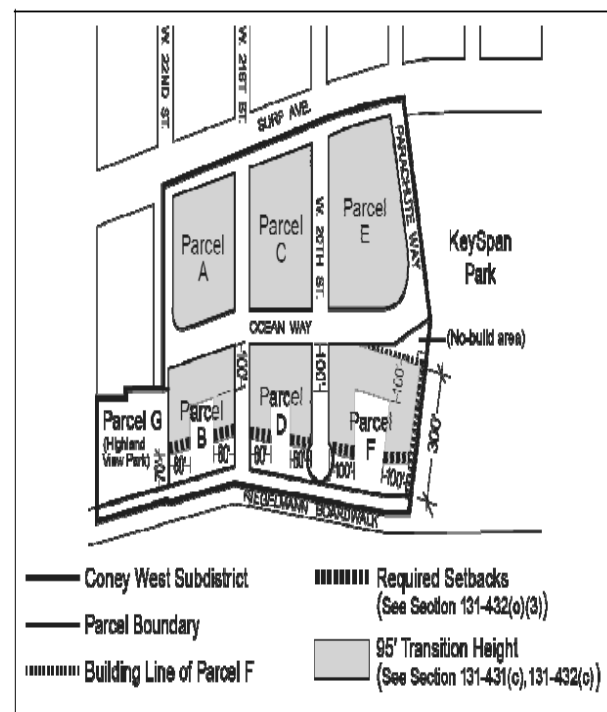 W. 22ND ST.
W. 21ST ST.
SURF AVE.
PARACHUTE WAY
W. 20TH ST.
Parcel
A
Parcel
C
Parcel
E
KeySpan
Park
OCEAN WAY
(No-build area)
100'
100'
100'
Parcel G
(Highland
View Park)
70'
Parcel
B
Parcel
D
Parcel
F
60'
60'
60'
60'
100'
100'
300'
RIEGELMANN BOARDWALK
Coney West Subdistrict
Parcel Boundary
Building Line of Parcel F
Required Setbacks
(See Section 131-432(c)(3))
95' Transition Height
(See Section 131-431(c), 131-432(c))